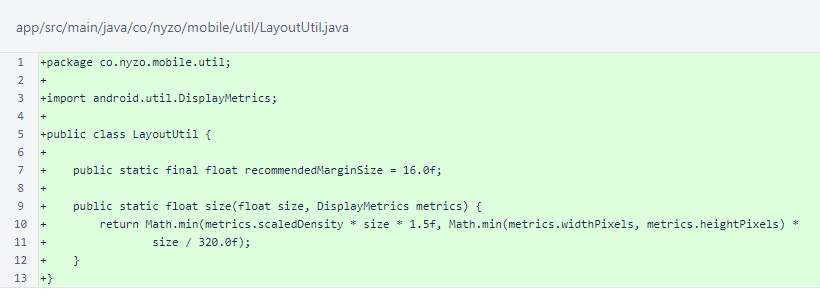 app/src/main/java/co/nyzo/mobile/util/LayoutUtil.java
1 +package co.nyzo.mobile.util;
2 +
3 +import android.util.DisplayMetrics;
4 +
5 +public class LayoutUtil {
6 +
7 +    public static final float recommendedMarginSize = 16.0f;
8 +
9 +    public static float size(float size, DisplayMetrics metrics) {
10 +        return Math.min(metrics.scaledDensity * size * 1.5f, Math.min(metrics.widthPixels, metrics.heightPixels) *
11 +                size / 320.0f);
12 +    }
13 +}